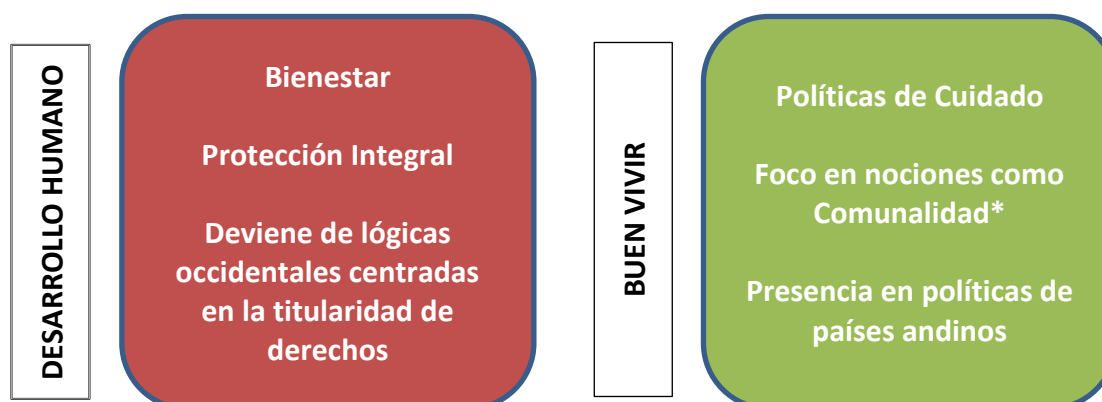 DESARROLLO HUMANO
Bienestar
Protección Integral
Deviene de lógicas
occidentales centradas
en la titularidad de
derechos
BUEN VIVIR
Políticas de Cuidado
Foco en nociones como
Comunalidad*
Presencia en políticas de
países andinos